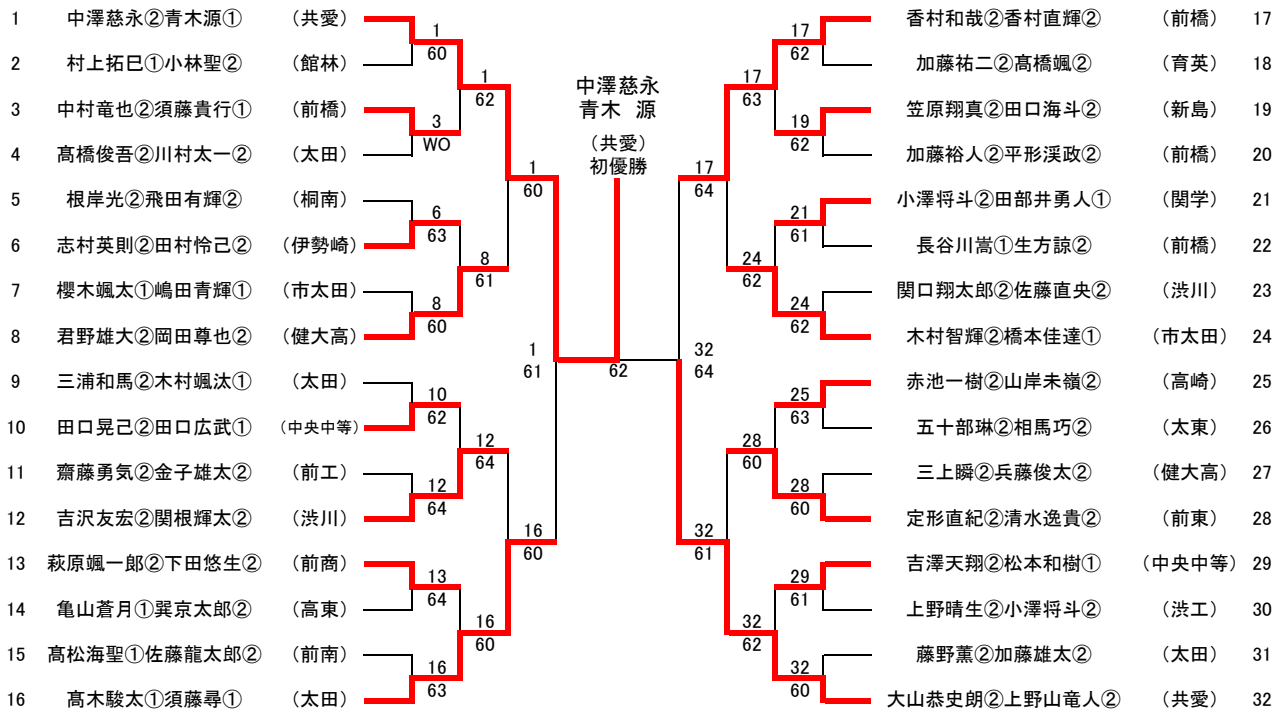 1 中澤慈永②青木源① （共愛）
2 村上拓巳①小林聖② （館林）
3 中村竜也②須藤貴行① （前橋）
4 髙橋俊吾②川村太一② （太田）
5 根岸光②飛田有輝② （桐南）
6 志村英則②田村怜己② （伊勢崎）
7 櫻木颯太①嶋田青輝① （市太田）
8 君野雄大②岡田尊也② （健大高）
9 三浦和馬②木村颯汰① （太田）
10 田口晃己②田口広武① （中央中等）
11 齋藤勇気②金子雄太② （前工）
12 吉沢友宏②関根輝太② （渋川）
13 萩原颯一郎②下田悠生② （前商）
14 亀山蒼月①巽京太郎② （高東）
15 髙松海聖①佐藤龍太郎② （前南）
16 髙木駿太①須藤尋① （太田）
1
60
3
WO
6
63
8
60
10
62
12
64
13
64
16
63
1
62
8
61
12
64
16
60
1
60
16
60
1
61
中澤慈永
青木　源
（共愛）
初優勝
62
32
64
17
64
32
61
17
63
24
62
28
60
32
62
17
62
19
62
21
61
24
62
25
63
28
60
29
61
32
60
香村和哉②香村直輝② （前橋） 17
加藤祐二②髙橋颯② （育英） 18
笠原翔真②田口海斗② （新島） 19
加藤裕人②平形渓政② （前橋） 20
小澤将斗②田部井勇人① （関学） 21
長谷川嵩①生方諒② （前橋） 22
関口翔太郎②佐藤直央② （渋川） 23
木村智輝②橋本佳達① （市太田） 24
赤池一樹②山岸未嶺② （高崎） 25
五十部琳②相馬巧② （太東） 26
三上瞬②兵藤俊太② （健大高） 27
定形直紀②清水逸貴② （前東） 28
吉澤天翔②松本和樹① （中央中等） 29
上野晴生②小澤将斗② （渋工） 30
藤野薫②加藤雄太② （太田） 31
大山恭史朗②上野山竜人② （共愛） 32